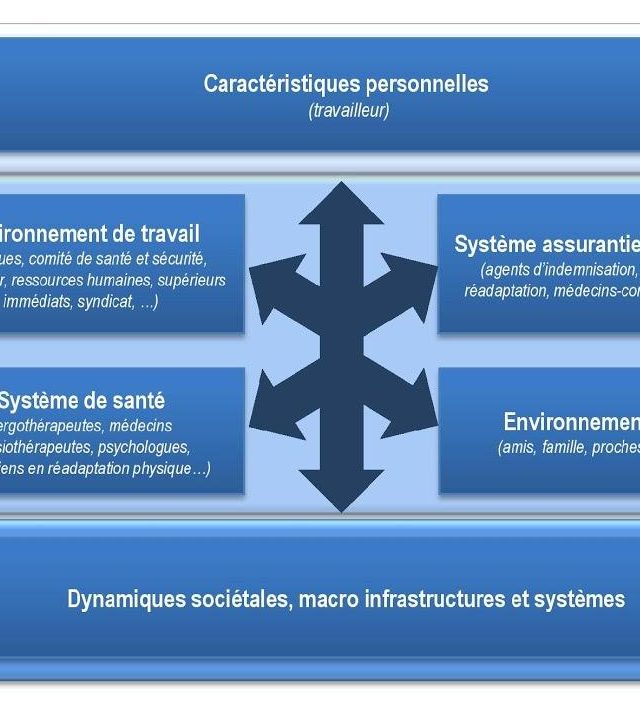 Caractéristiques personnelles
(travailleur)
ironnement de travail
ues, comité de santé et sécurité,
r, ressources humaines, supérieurs
immédiats, syndicat, …)
Système assurantie
(agents d'indemnisation,
réadaptation, médecins-con
Système de santé
ergothérapeutes, médecins
siothérapeutes, psychologues,
iens en réadaptation physique…)
Environnemen
(amis, famille, proches
Dynamiques sociétales, macro infrastructures et systèmes